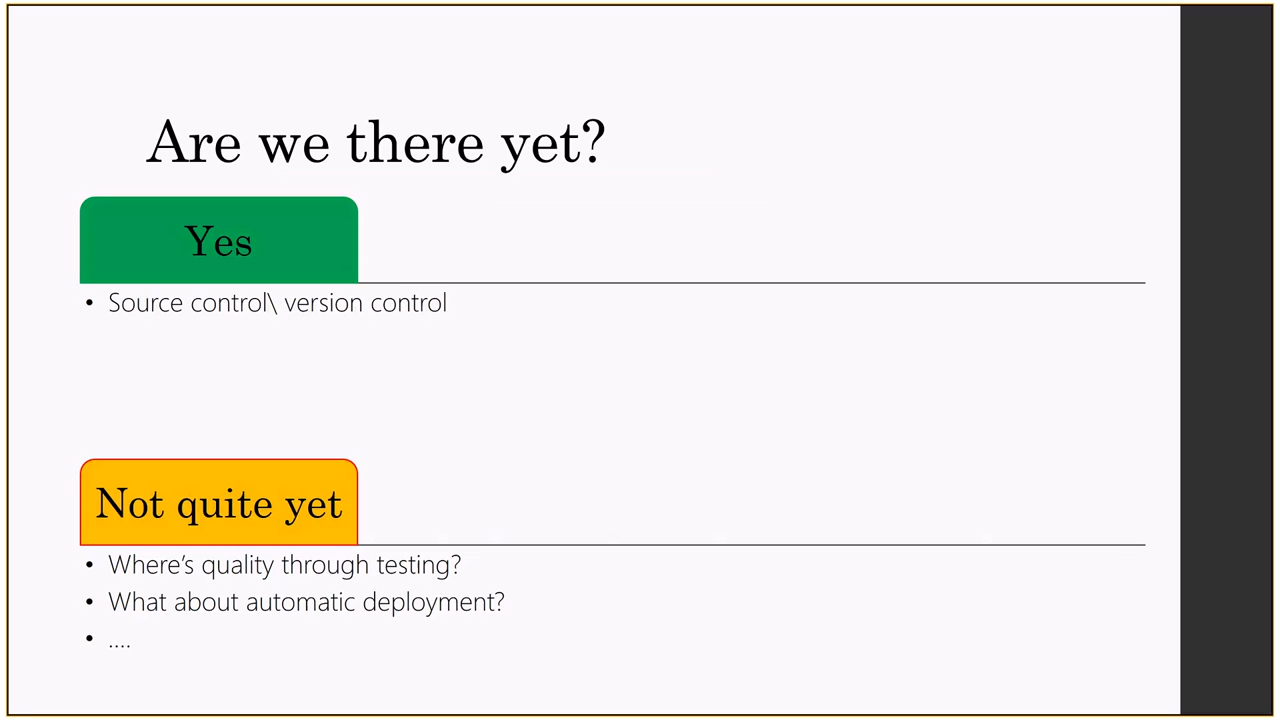 Are we there yet?
Yes
• Source control\ version control
Not quite yet
• Where’s quality through testing?
• What about automatic deployment?
• ....